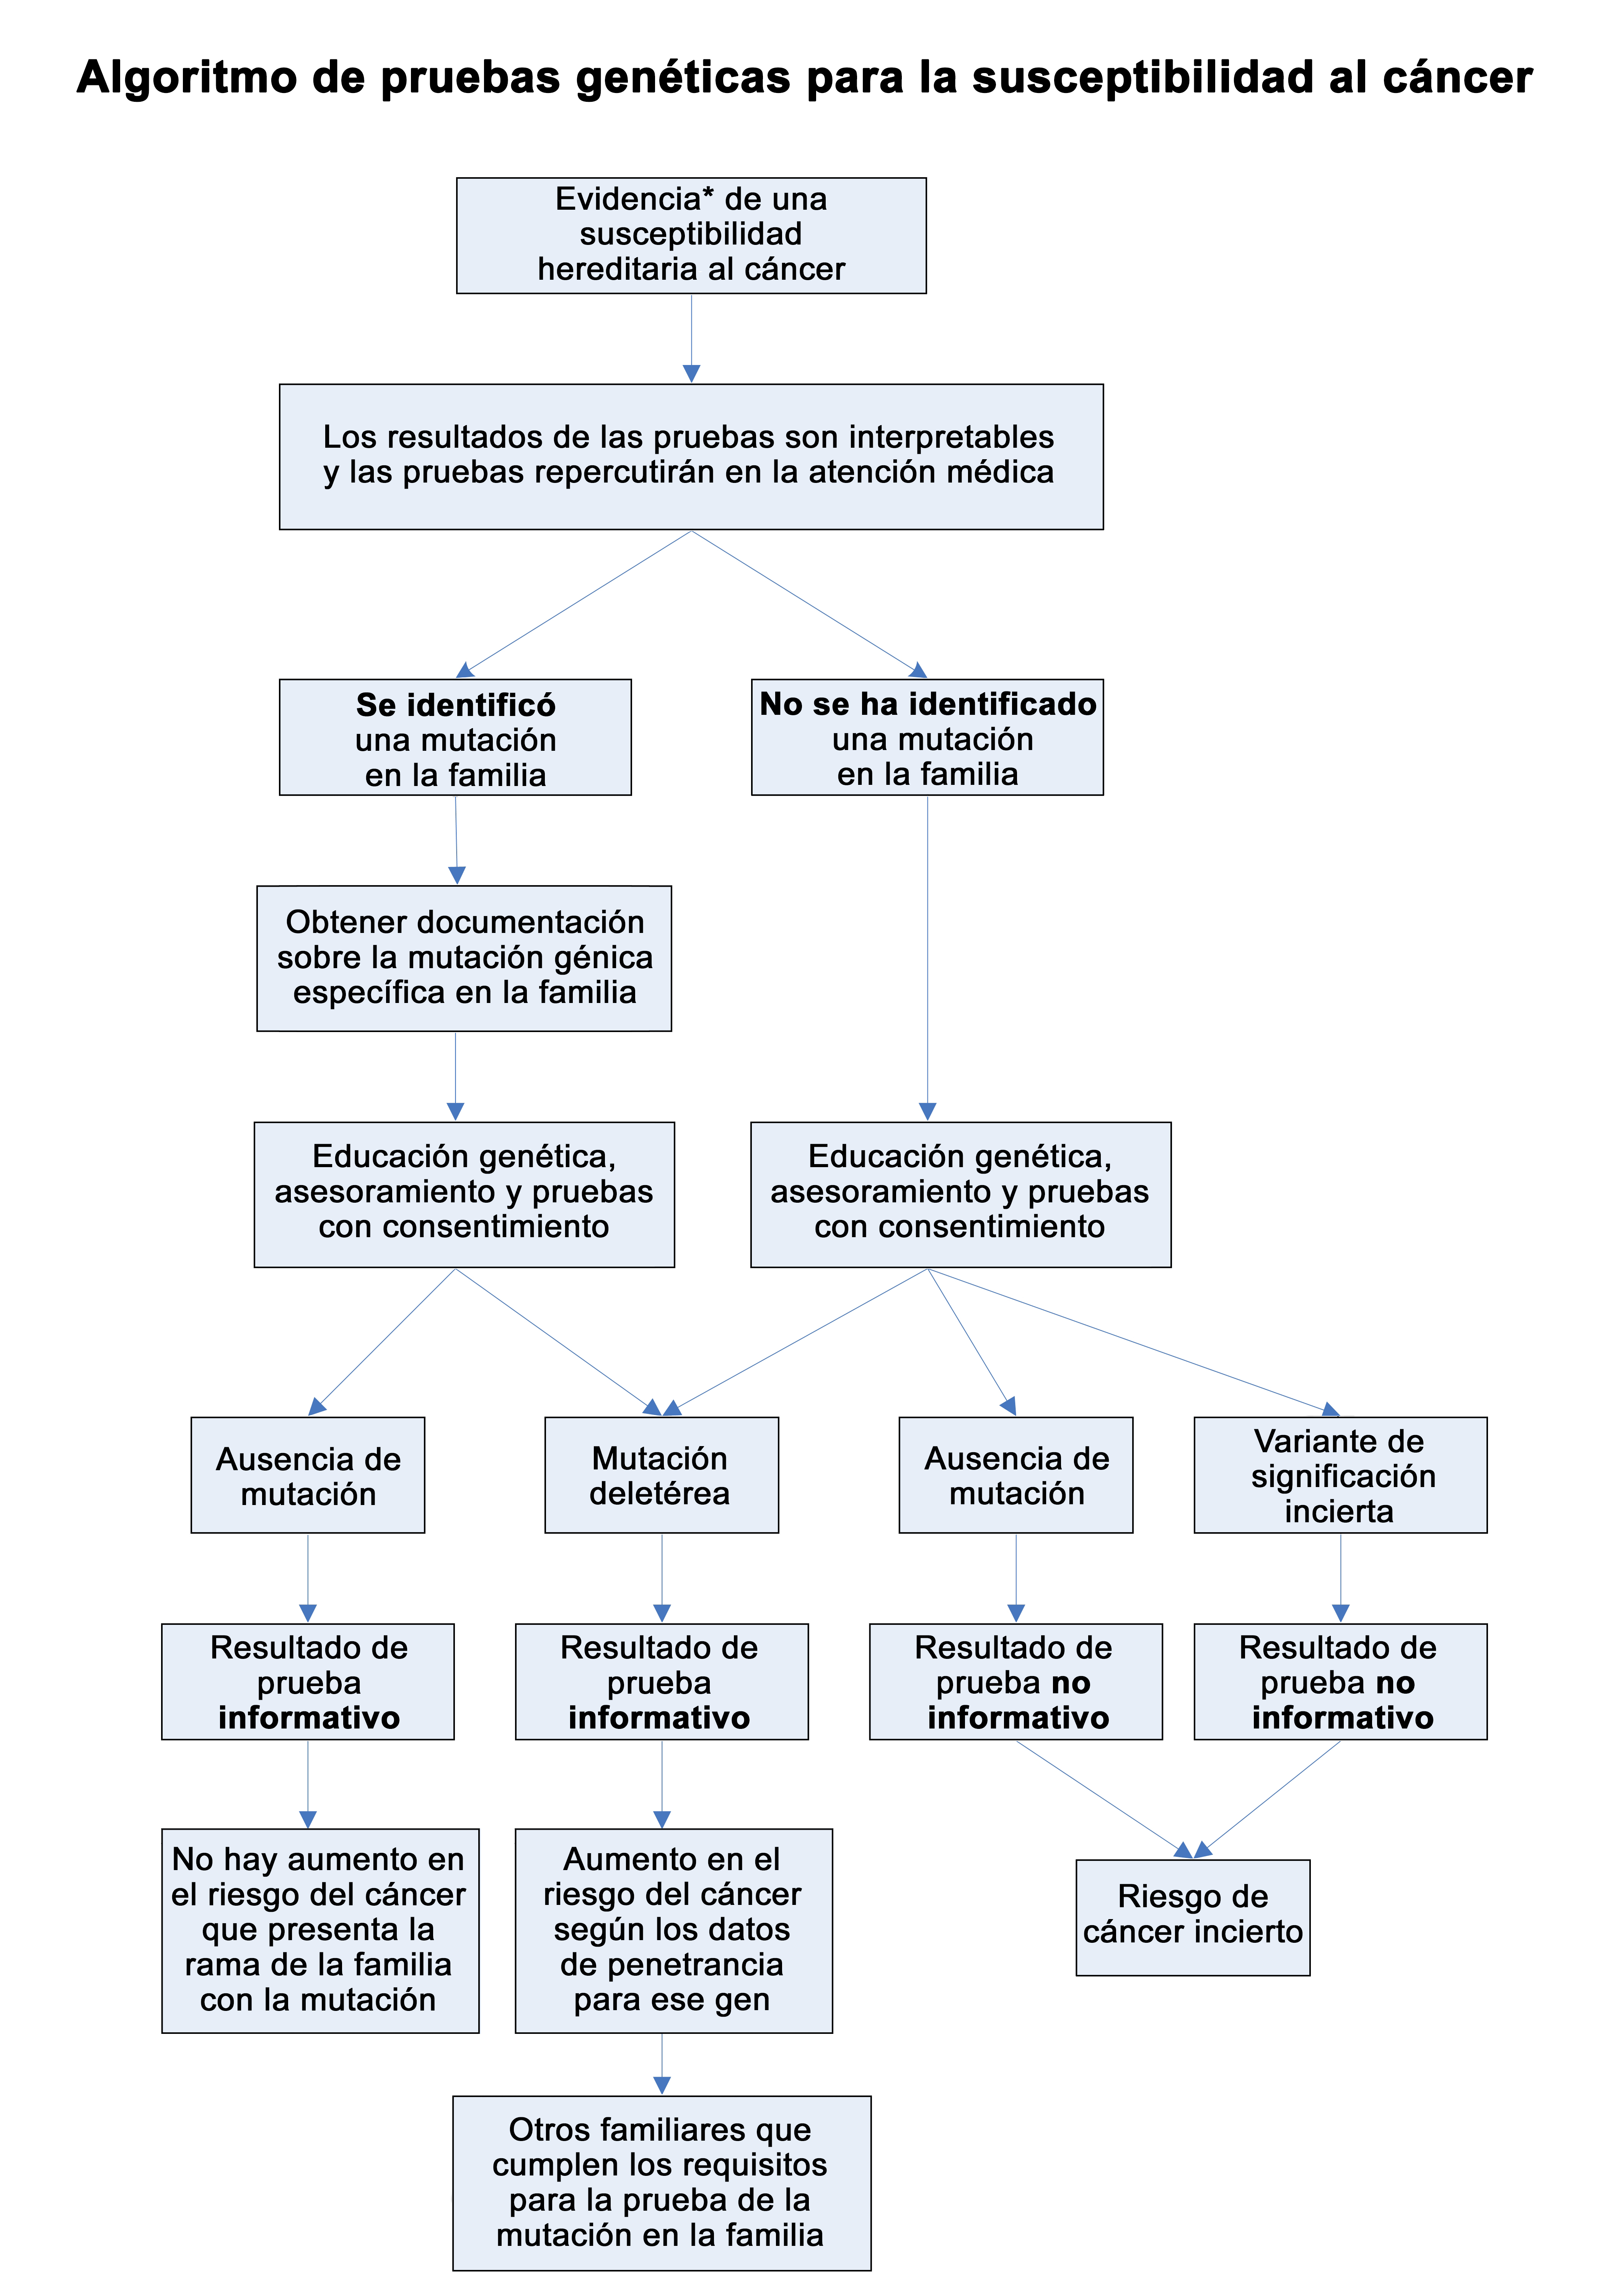 Algoritmo de pruebas genéticas para la susceptibilidad al cáncer
Evidencia* de una
susceptibilidad
hereditaria al cáncer
Los resultados de las pruebas son interpretables
y las pruebas repercutirán en la atención médica
Se identificó
una mutación
en la familia
No se ha identificado
una mutación
en la familia
Obtener documentación
sobre la mutación génica
específica en la familia
Educación genética,
asesoramiento y pruebas
con consentimiento
Educación genética,
asesoramiento y pruebas
con consentimiento
Ausencia de
mutación
Mutación
deletérea
Ausencia de
mutación
Variante de
significación
incierta
Resultado de
prueba
informativo
Resultado de
prueba
informativo
Resultado de
prueba no
informativo
Resultado de
prueba no
informativo
No hay aumento en
el riesgo del cáncer
que presenta la
rama de la familia
con la mutación
Aumento en el
riesgo del cáncer
según los datos
de penetrancia
para ese gen
Riesgo de
cáncer incierto
Otros familiares que
cumplen los requisitos
para la prueba de la
mutación en la familia